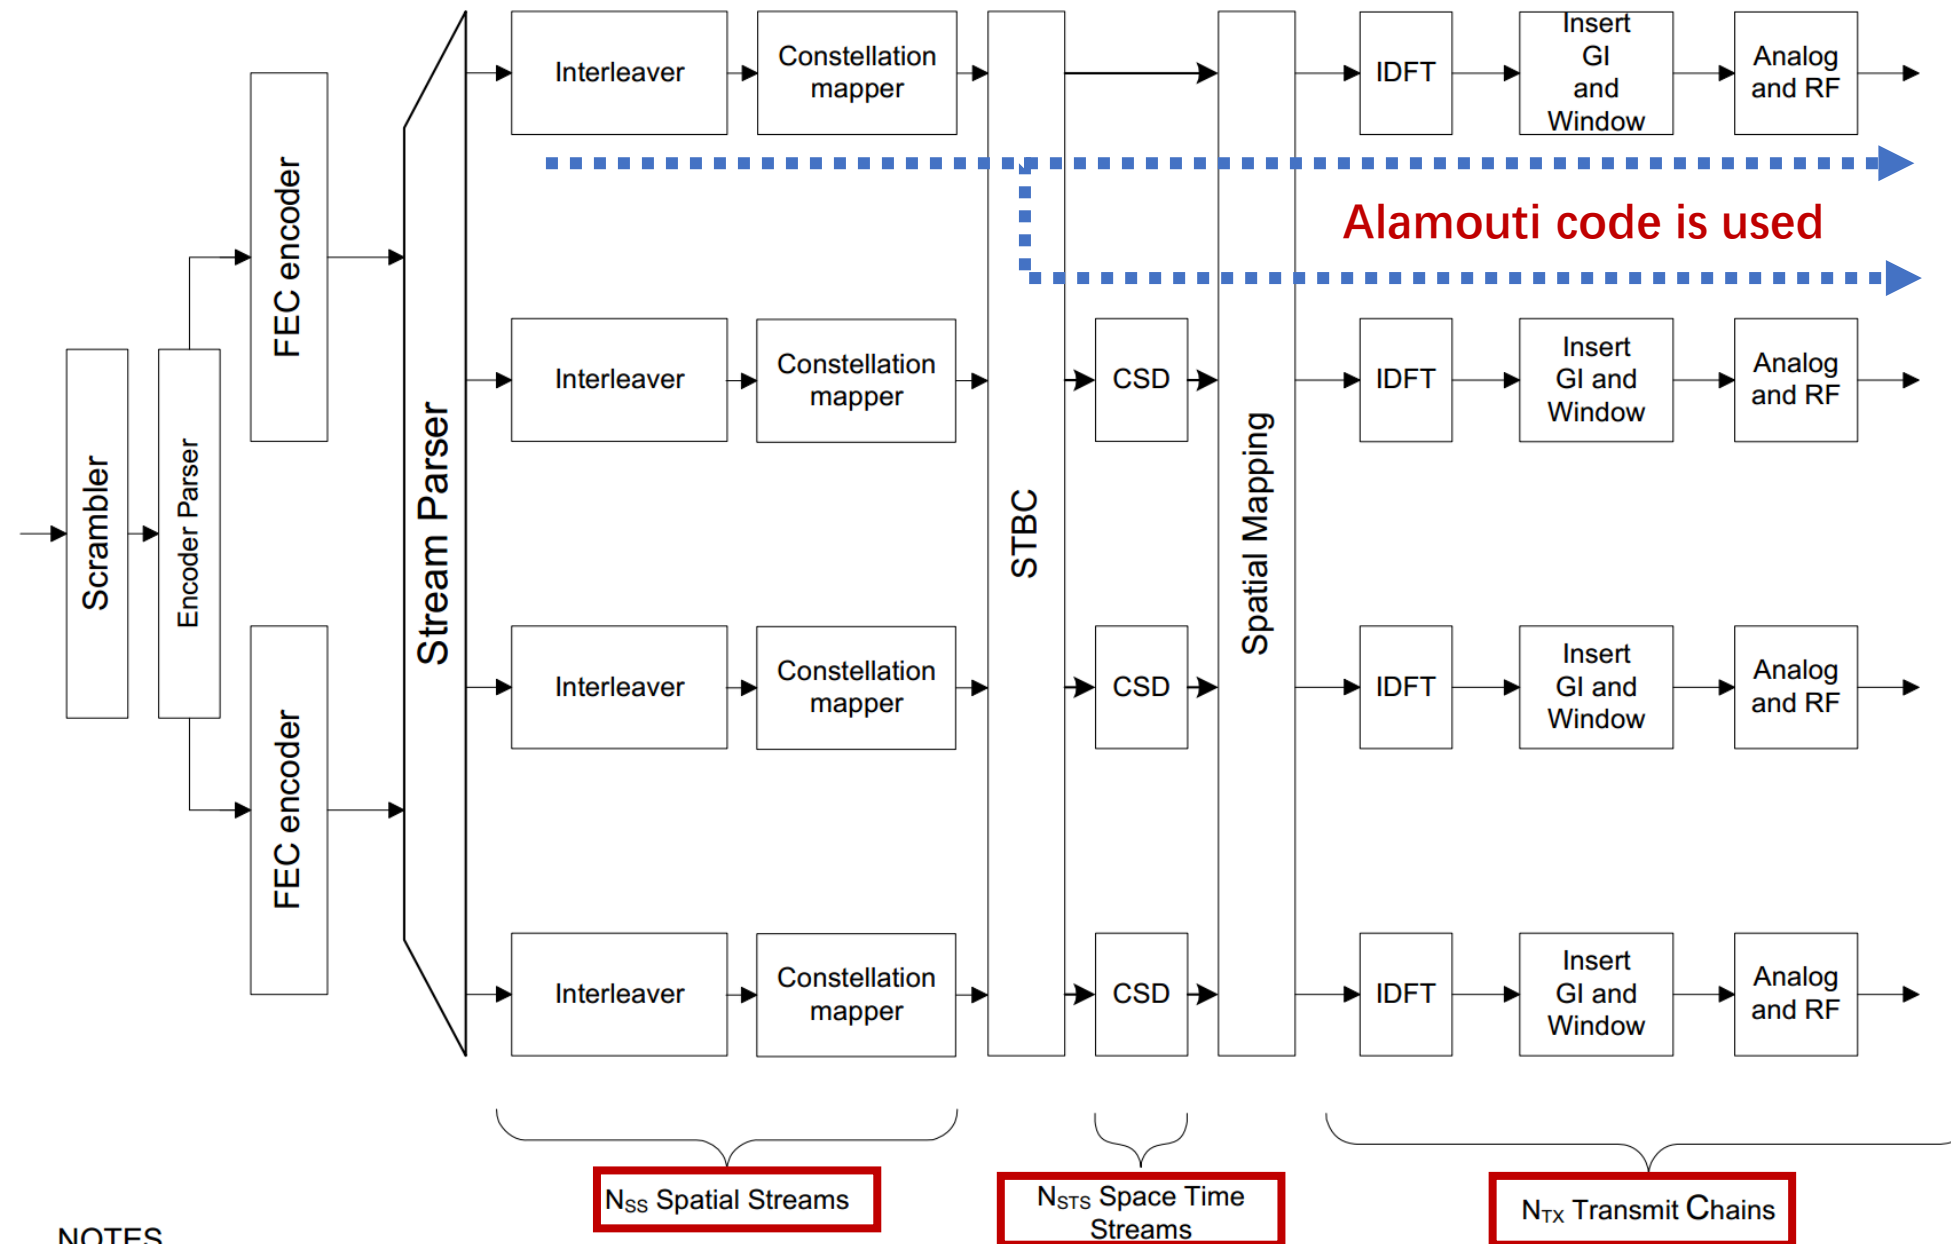 Scrambler
Encoder Parser
FEC encoder
FEC encoder
Stream Parser
Interleaver
Constellation
mapper
Interleaver
Constellation
mapper
Interleaver
Constellation
mapper
Interleaver
Constellation
mapper
STBC
CSD
CSD
CSD
Spatial Mapping
IDFT
Insert
GI
and
Window
Analog
and RF
Alamouti code is used
IDFT
Insert
GI and
Window
Analog
and RF
IDFT
Insert
GI and
Window
Analog
and RF
IDFT
Insert
GI and
Window
Analog
and RF
NSS Spatial Streams
NSTS Space Time
Streams
NTX Transmit Chains
NOTES